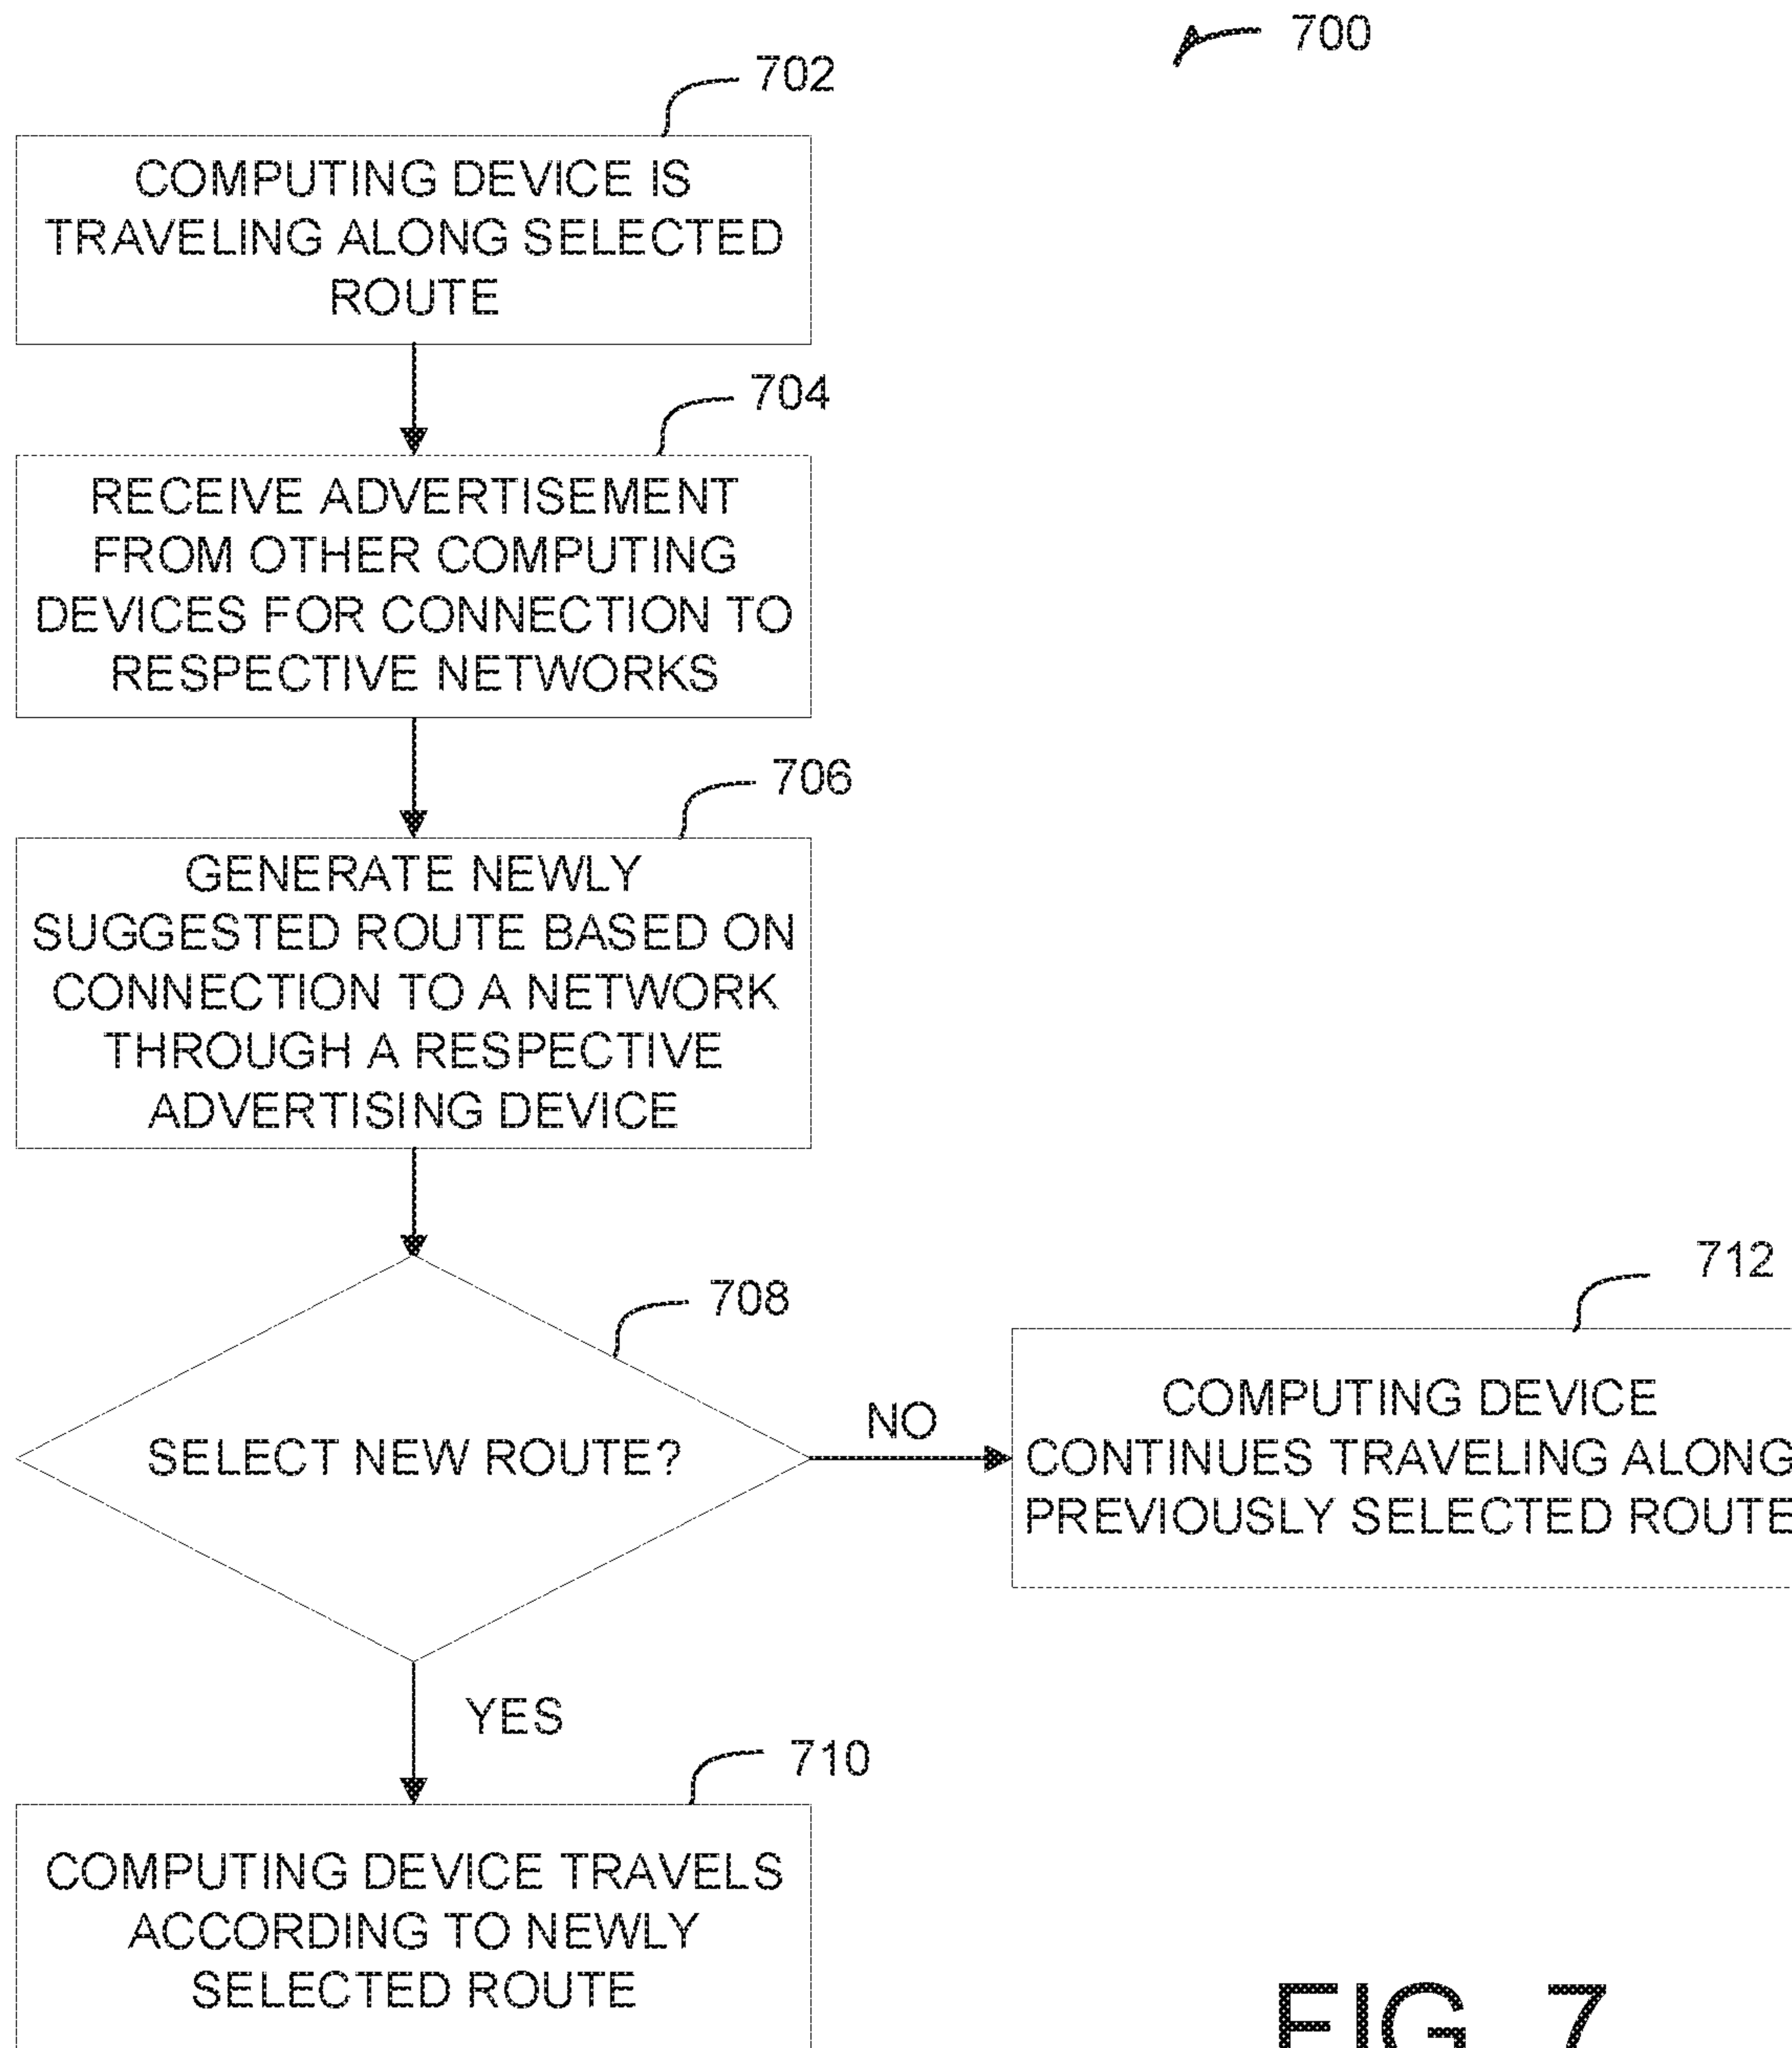 700
702
COMPUTING DEVICE IS
TRAVELING ALONG SELECTED
ROUTE
704
RECEIVE ADVERTISEMENT
FROM OTHER COMPUTING
DEVICES FOR CONNECTION TO
RESPECTIVE NETWORKS
706
GENERATE NEWLY
SUGGESTED ROUTE BASED ON
CONNECTION TO A NETWORK
THROUGH A RESPECTIVE
ADVERTISING DEVICE
708
SELECT NEW ROUTE?
NO
712
COMPUTING DEVICE
CONTINUES TRAVELING ALONG
PREVIOUSLY SELECTED ROUTE
YES
710
COMPUTING DEVICE TRAVELS
ACCORDING TO NEWLY
SELECTED ROUTE
FIG. 7